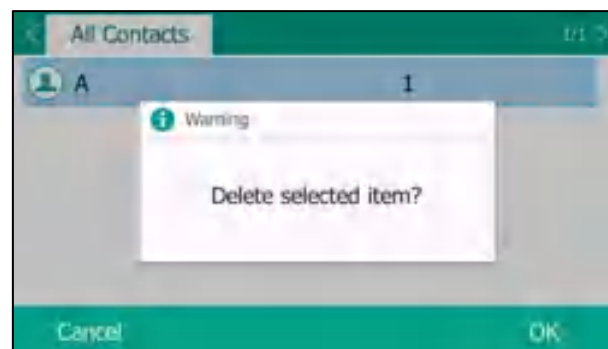 < All Contacts 1/1 >
A 1
Warning
Delete selected item?
Cancel OK